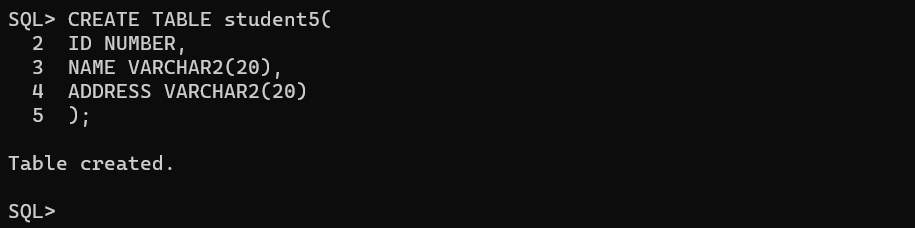 SQL> CREATE TABLE student5(
  2  ID NUMBER,
  3  NAME VARCHAR2(20),
  4  ADDRESS VARCHAR2(20)
  5  );
Table created.
SQL>